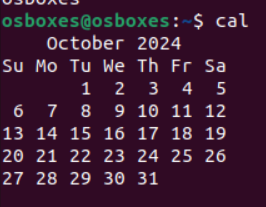 osboxes@osboxes:~$ cal
October 2024
Su Mo Tu We Th Fr Sa
1 2 3 4 5
6 7 8 9 10 11 12
13 14 15 16 17 18 19
20 21 22 23 24 25 26
27 28 29 30 31